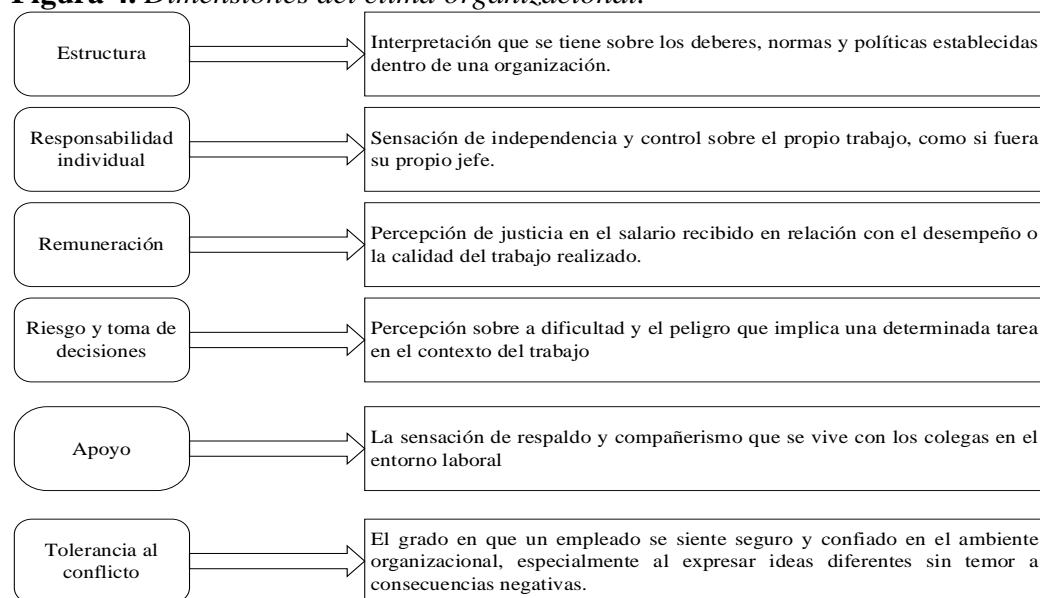 Figura 4. Dimensiones del clima organizacional.
Estructura
Interpretación que se tiene sobre los deberes, normas y políticas establecidas
dentro de una organización.
Responsabilidad
individual
Sensación de independencia y control sobre el propio trabajo, como si fuera
su propio jefe.
Remuneración
Percepción de justicia en el salario recibido en relación con el desempeño o
la calidad del trabajo realizado.
Riesgo y toma de
decisiones
Percepción sobre a dificultad y el peligro que implica una determinada tarea
en el contexto del trabajo
Apoyo
La sensación de respaldo y compañerismo que se vive con los colegas en el
entorno laboral
Tolerancia al
conflicto
El grado en que un empleado se siente seguro y confiado en el ambiente
organizacional, especialmente al expresar ideas diferentes sin temor a
consecuencias negativas.